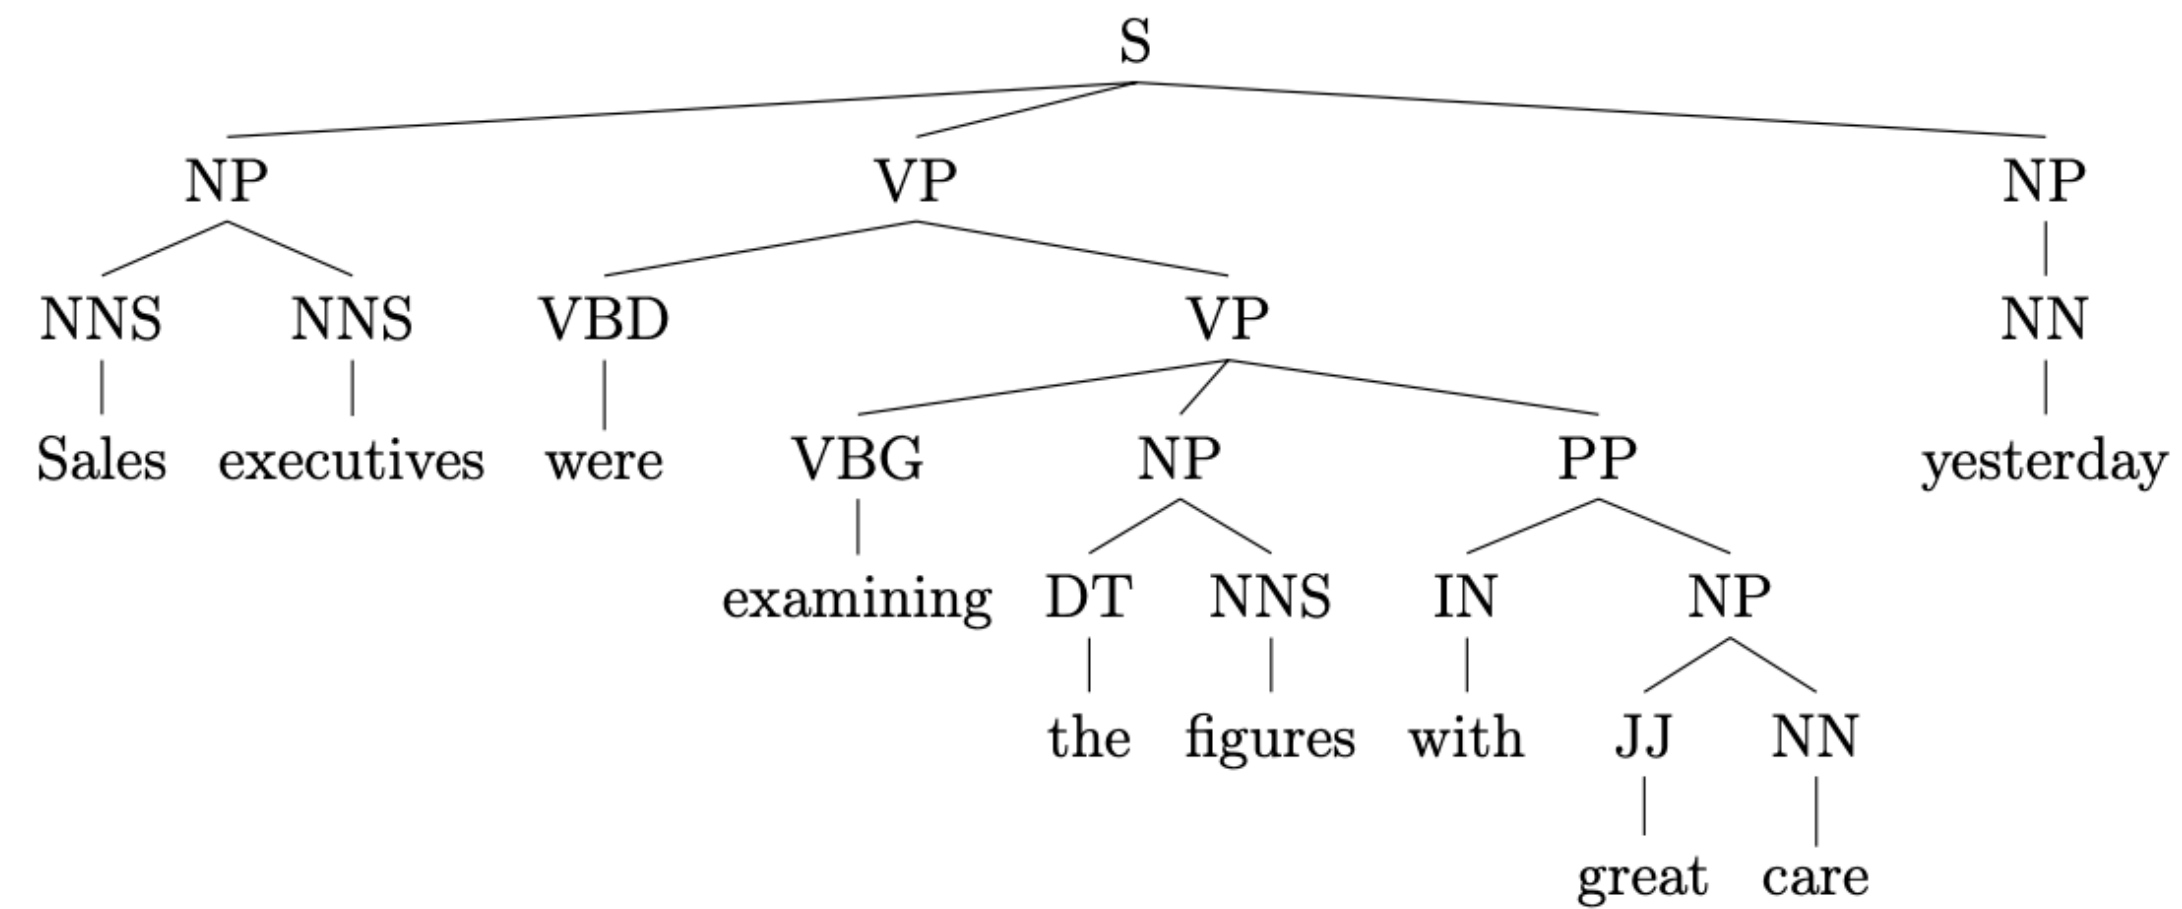 S
NP VP NP
NNS NNS VBD VP NN
Sales executives were VBG NP PP yesterday
examining DT NNS IN NP
the figures with JJ NN
great care